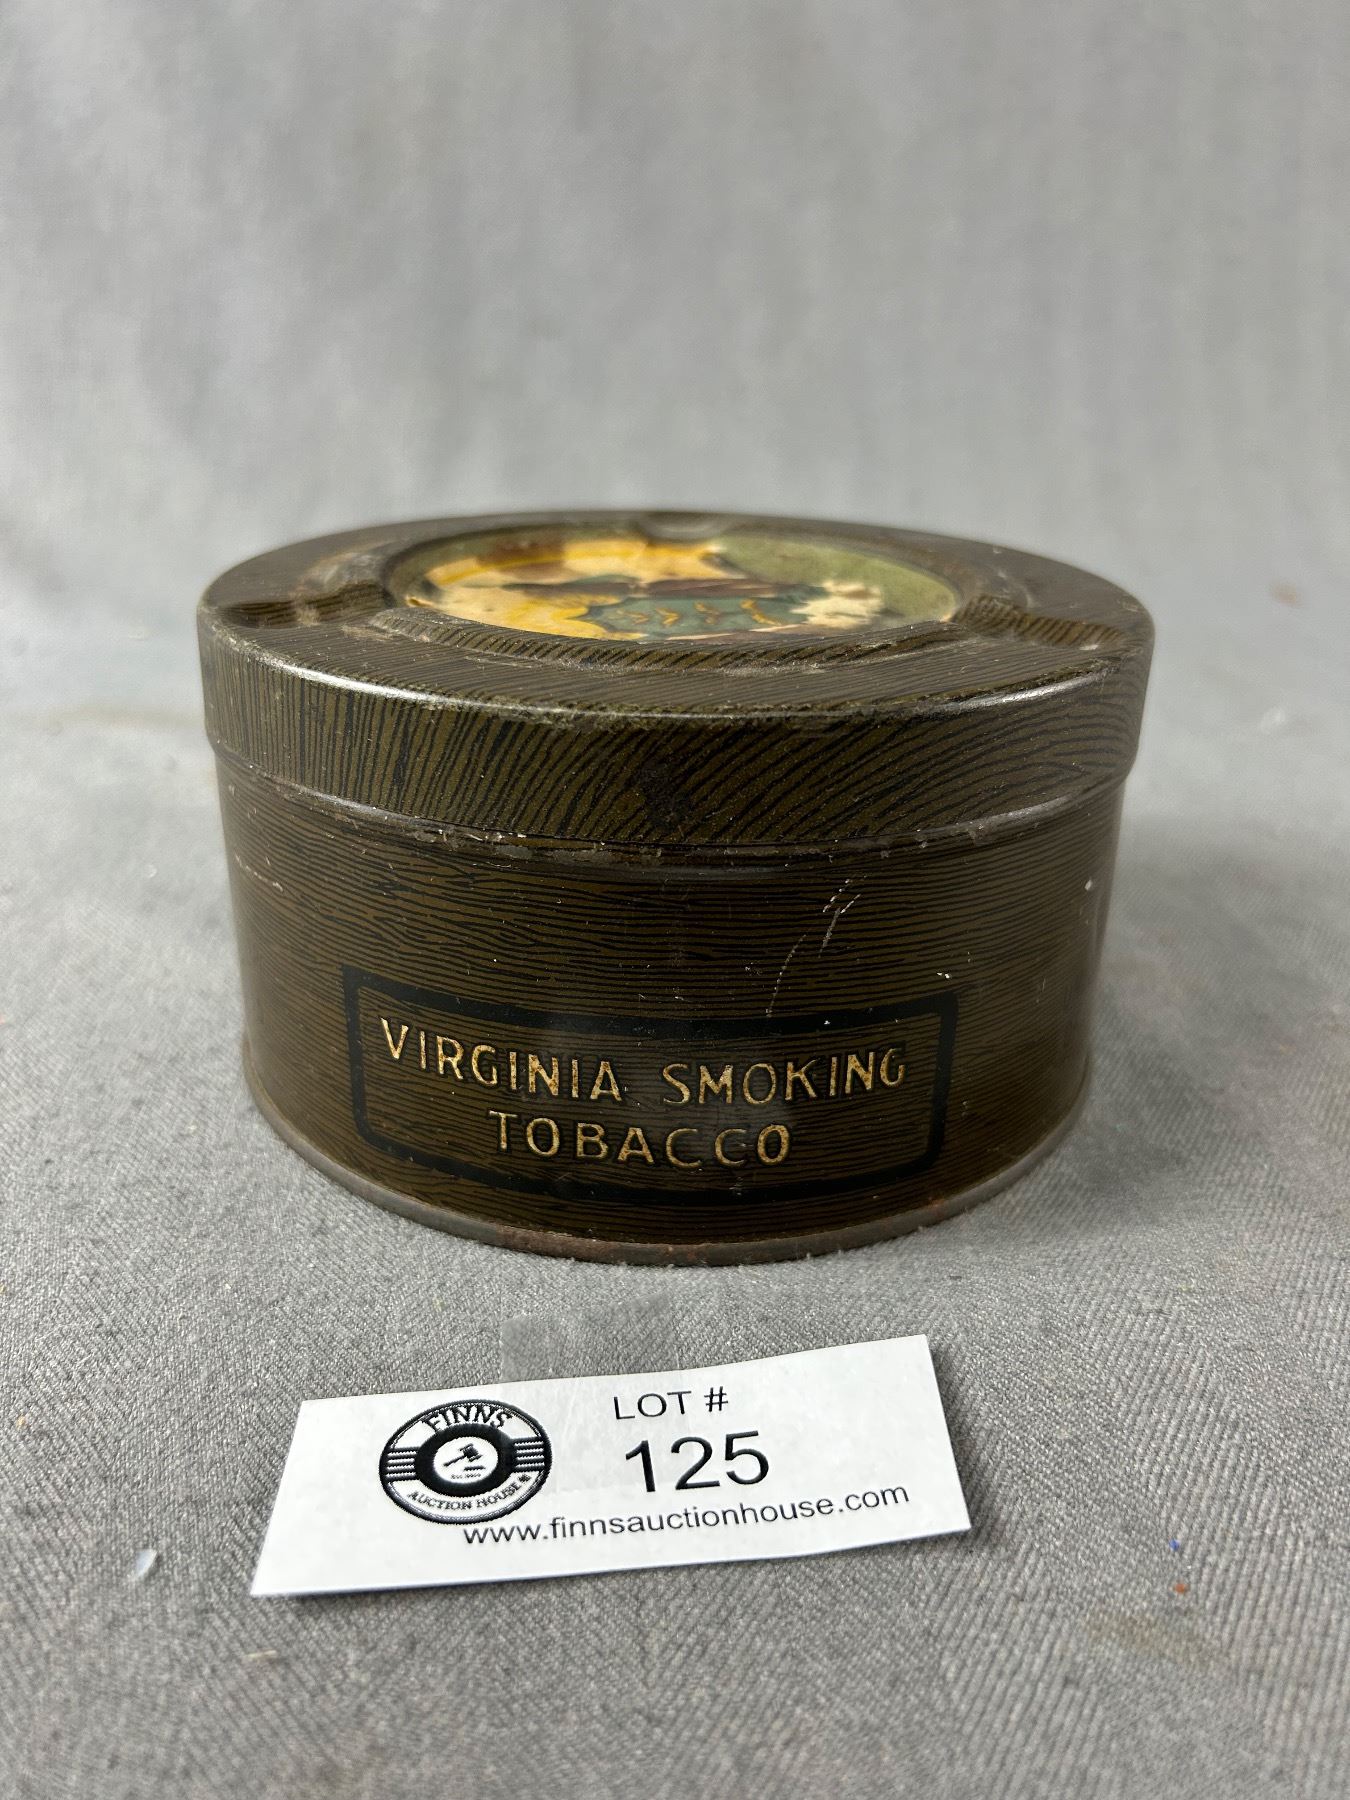 VIRGINIA SMOKING
TOBACCO
FINNS
AUCTION HOUSE
LOT #
125
www.finnsauctionhouse.com